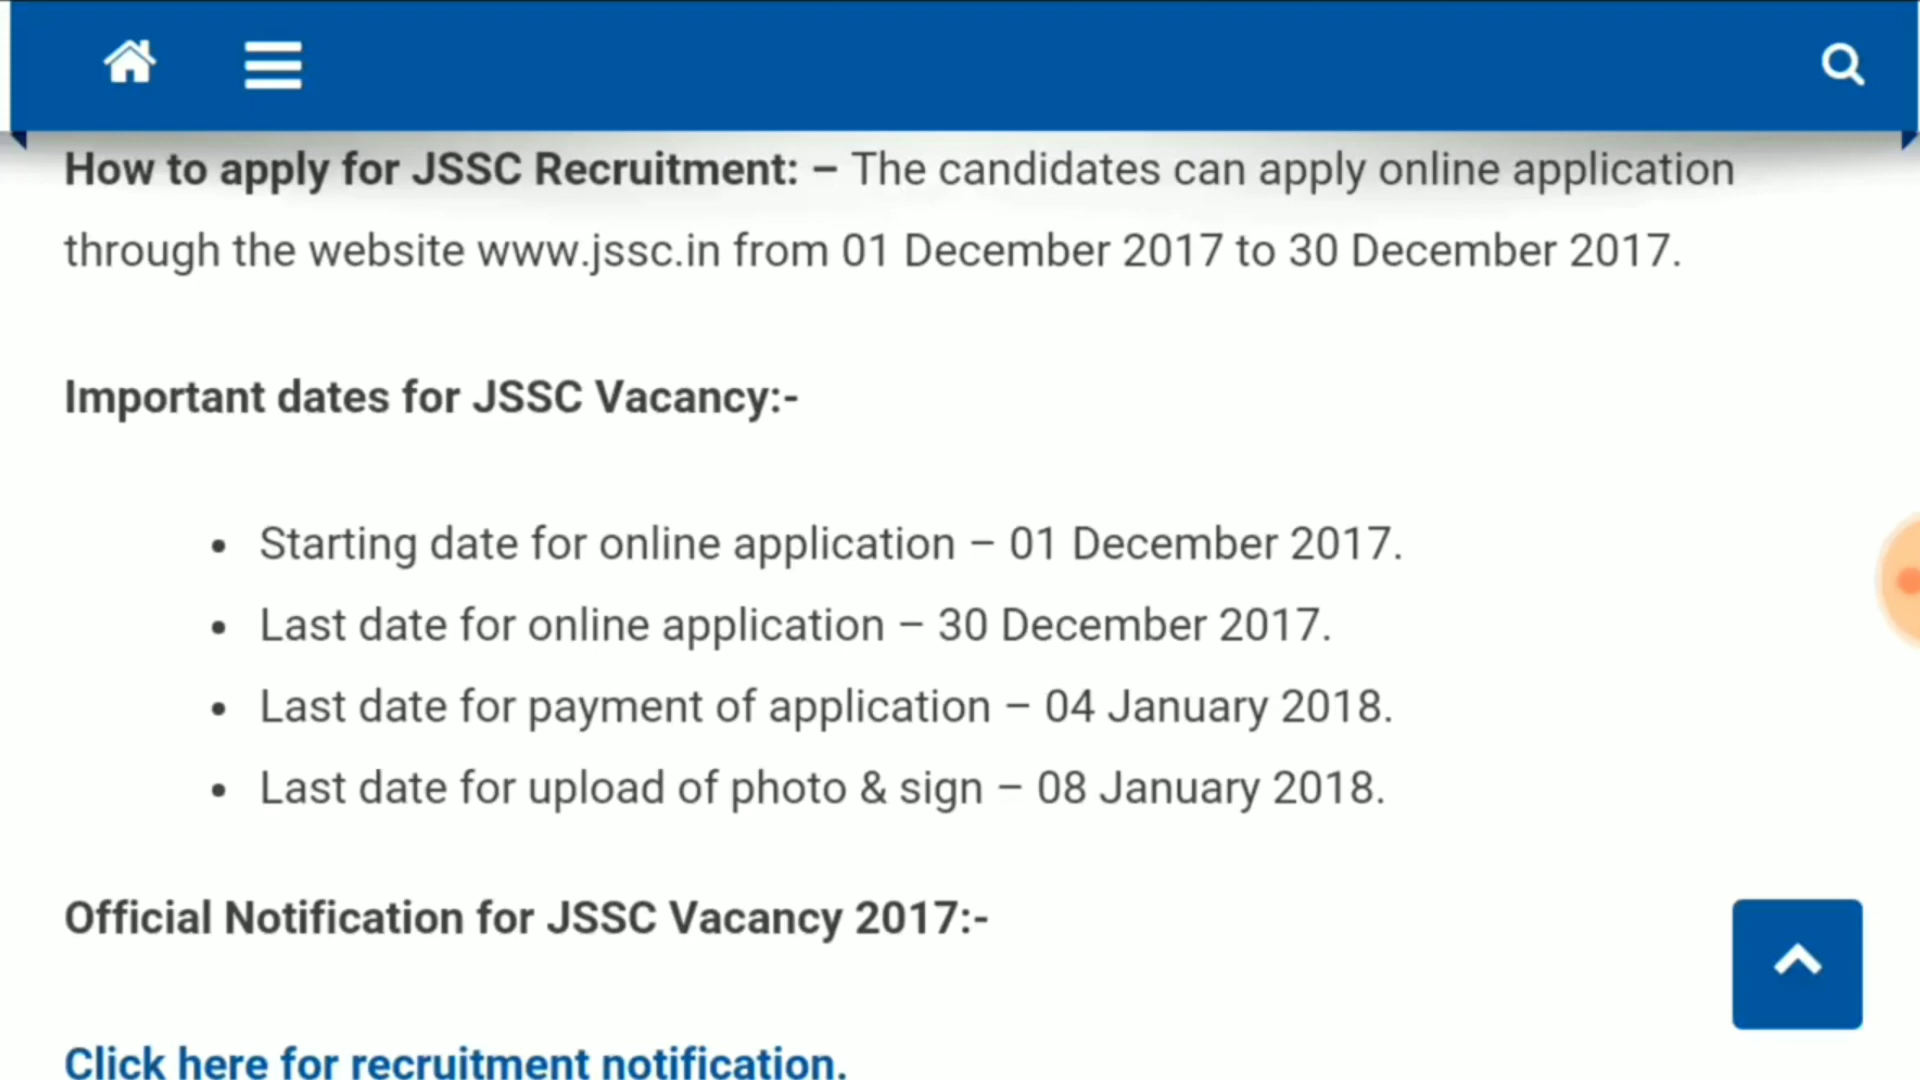 How to apply for JSSC Recruitment: – The candidates can apply online application
through the website www.jssc.in from 01 December 2017 to 30 December 2017.
Important dates for JSSC Vacancy:-
• Starting date for online application – 01 December 2017.
• Last date for online application – 30 December 2017.
• Last date for payment of application – 04 January 2018.
• Last date for upload of photo & sign – 08 January 2018.
Official Notification for JSSC Vacancy 2017:-
Click here for recruitment notification.